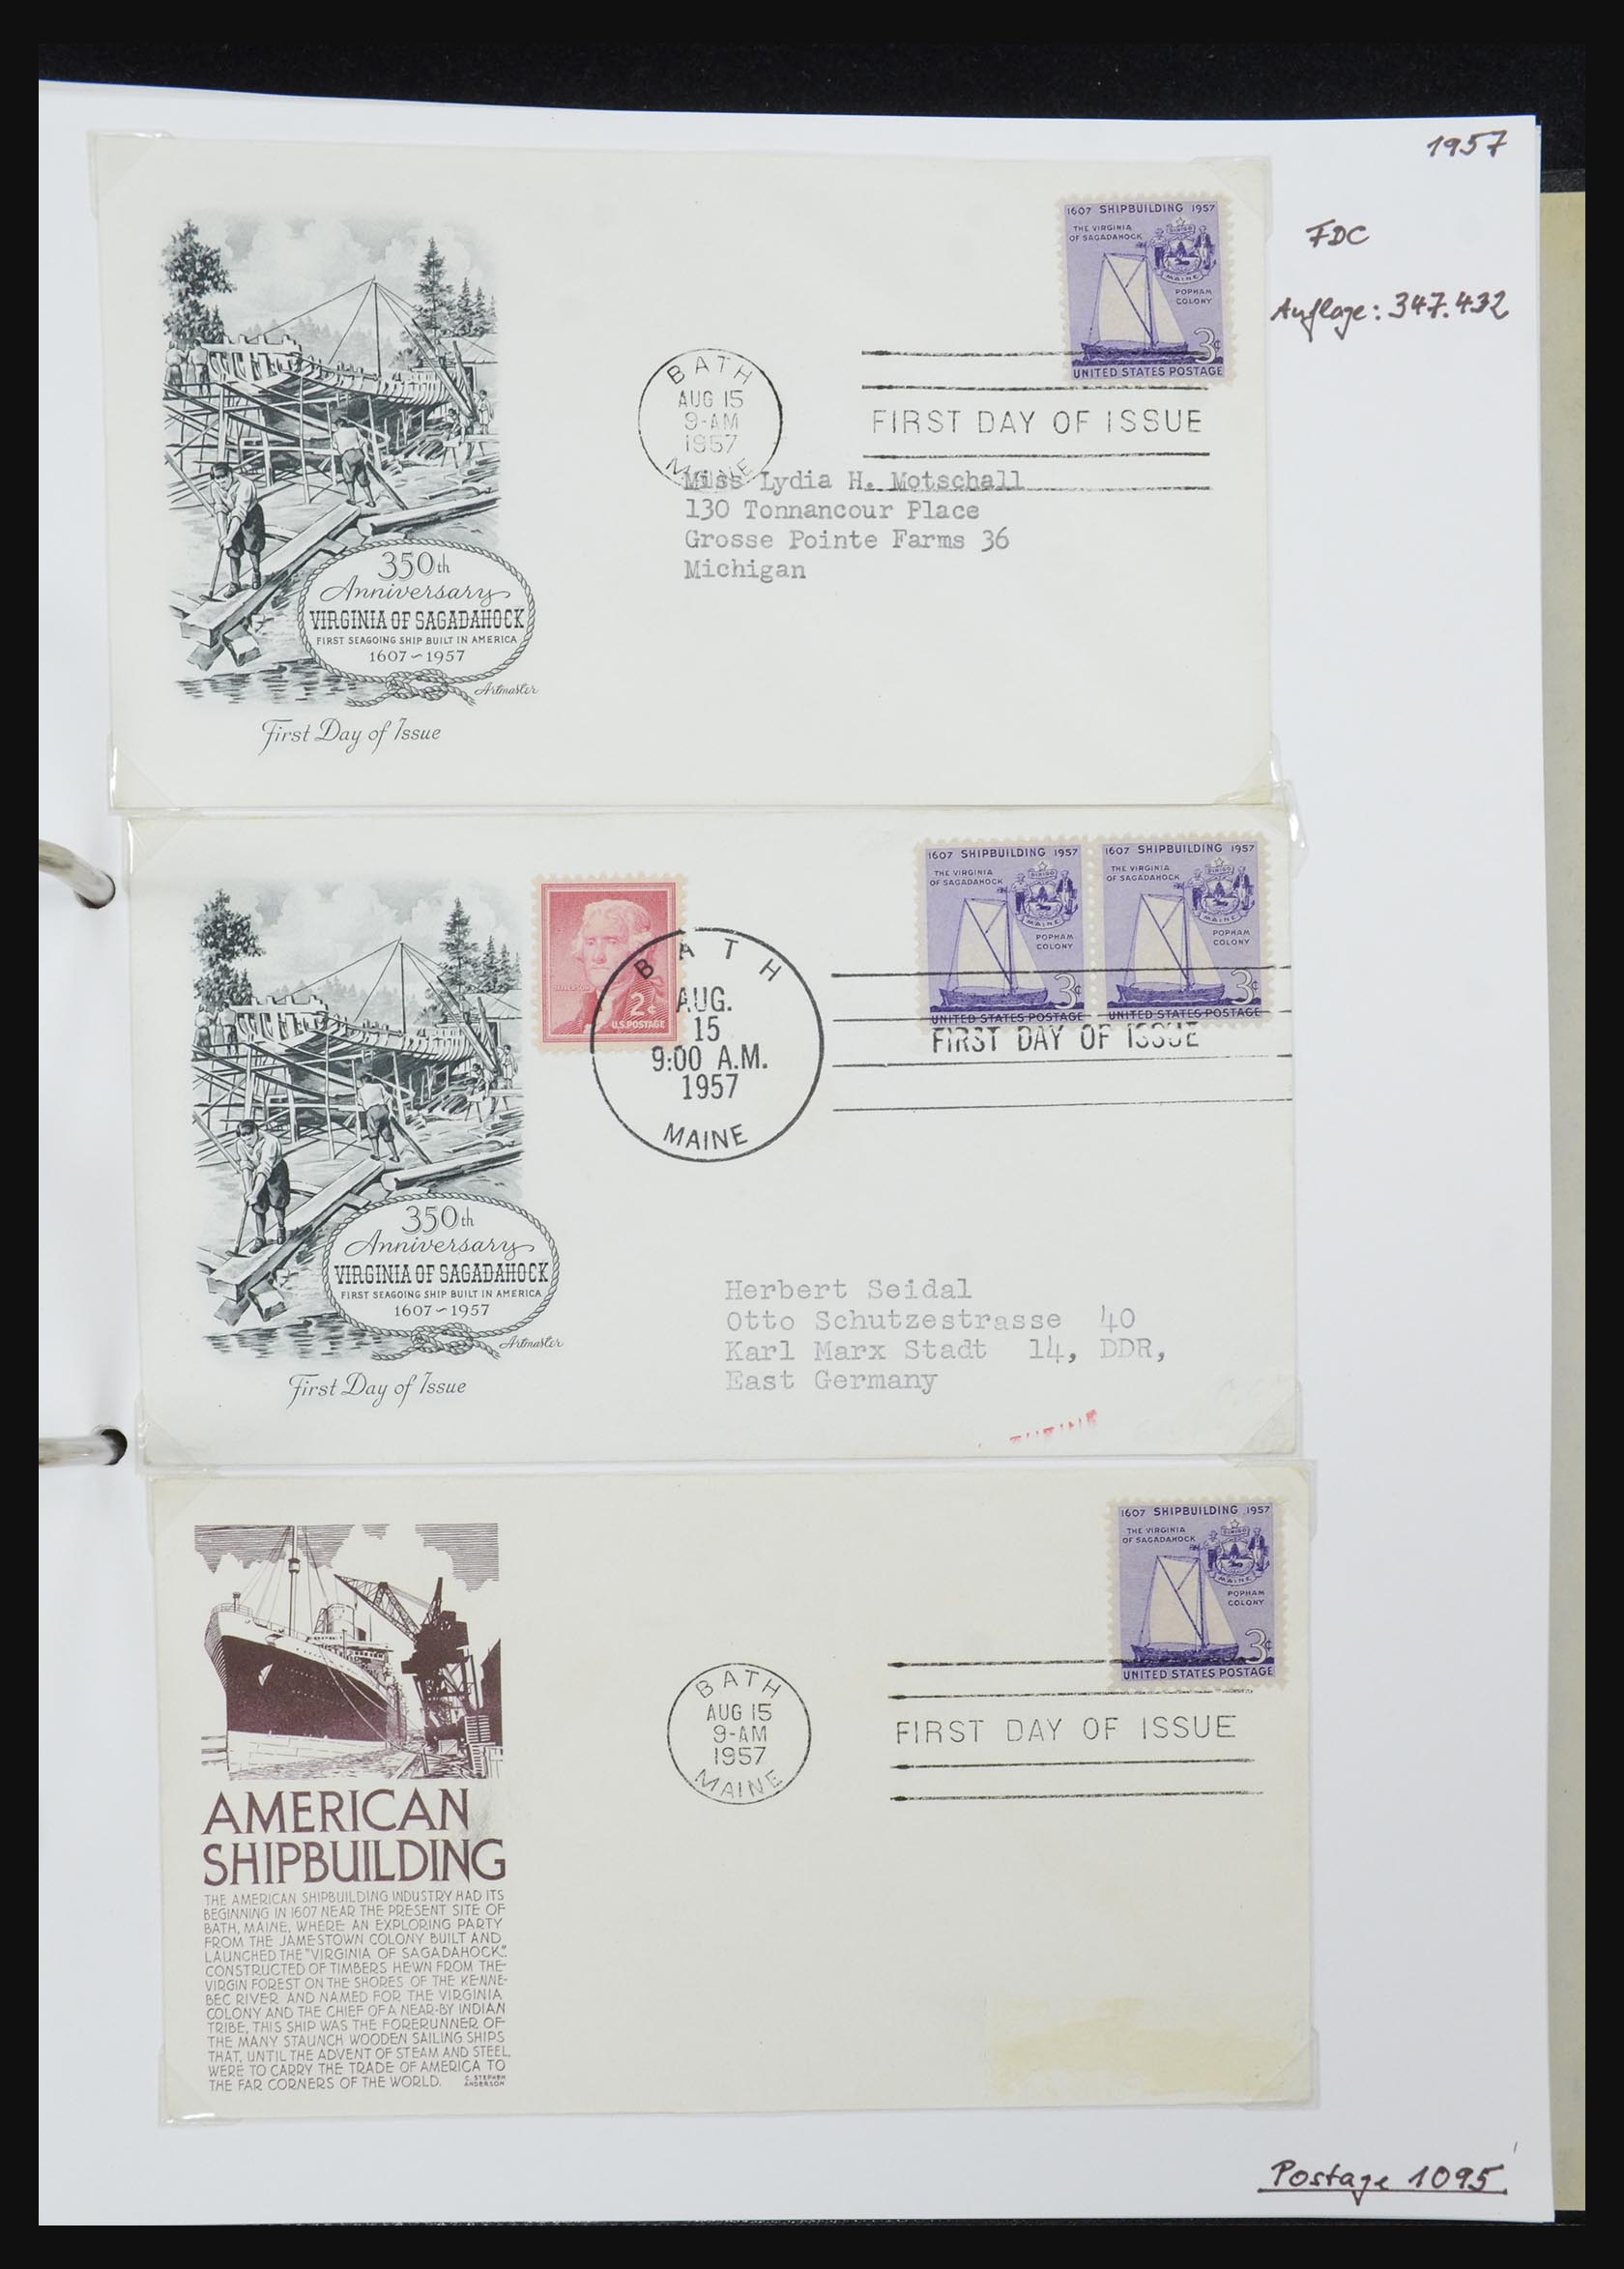 1957
FDC
Auflage: 347.432
1607 SHIPBUILDING 1957
THE VIRGINIA
OF SAGADAHOCK
DIRIGO
MAINE
POPHAM
COLONY
3¢
UNITED STATES POSTAGE
BATH
AUG 15
9-AM
1957
MAINE
FIRST DAY OF ISSUE
Miss Lydia H. Motschall
130 Tonnancour Place
Grosse Pointe Farms 36
Michigan
350th
Anniversary
VIRGINIA OF SAGADAHOCK
FIRST SEAGOING SHIP BUILT IN AMERICA
1607~1957
Artmaster
First Day of Issue
JEFFERSON
2¢
U.S. POSTAGE
1607 SHIPBUILDING 1957
THE VIRGINIA
OF SAGADAHOCK
DIRIGO
MAINE
POPHAM
COLONY
3¢
UNITED STATES POSTAGE
1607 SHIPBUILDING 1957
THE VIRGINIA
OF SAGADAHOCK
DIRIGO
MAINE
POPHAM
COLONY
3¢
UNITED STATES POSTAGE
BATH
AUG.
15
9:00 A.M.
1957
MAINE
FIRST DAY OF ISSUE
350th
Anniversary
VIRGINIA OF SAGADAHOCK
FIRST SEAGOING SHIP BUILT IN AMERICA
1607~1957
Artmaster
First Day of Issue
Herbert Seidal
Otto Schutzestrasse 40
Karl Marx Stadt 14, DDR,
East Germany
1607 SHIPBUILDING 1957
THE VIRGINIA
OF SAGADAHOCK
DIRIGO
MAINE
POPHAM
COLONY
3¢
UNITED STATES POSTAGE
BATH
AUG 15
9-AM
1957
MAINE
FIRST DAY OF ISSUE
AMERICAN
SHIPBUILDING
THE AMERICAN SHIPBUILDING INDUSTRY HAD ITS
BEGINNING IN 1607 NEAR THE PRESENT SITE OF
BATH, MAINE, WHERE AN EXPLORING PARTY
FROM THE JAMESTOWN COLONY BUILT AND
LAUNCHED THE "VIRGINIA OF SAGADAHOCK."
CONSTRUCTED OF TIMBERS HEWN FROM THE
VIRGIN FOREST ON THE SHORES OF THE KENNE-
BEC RIVER AND NAMED FOR THE VIRGINIA
COLONY AND THE CHIEF OF A NEAR-BY INDIAN
TRIBE, THIS SHIP WAS THE FORERUNNER OF
THE MANY STAUNCH WOODEN SAILING SHIPS
THAT, UNTIL THE ADVENT OF STEAM AND STEEL,
WERE TO CARRY THE TRADE OF AMERICA TO
THE FAR CORNERS OF THE WORLD.
C. STEPHEN
ANDERSON
Postage 1095